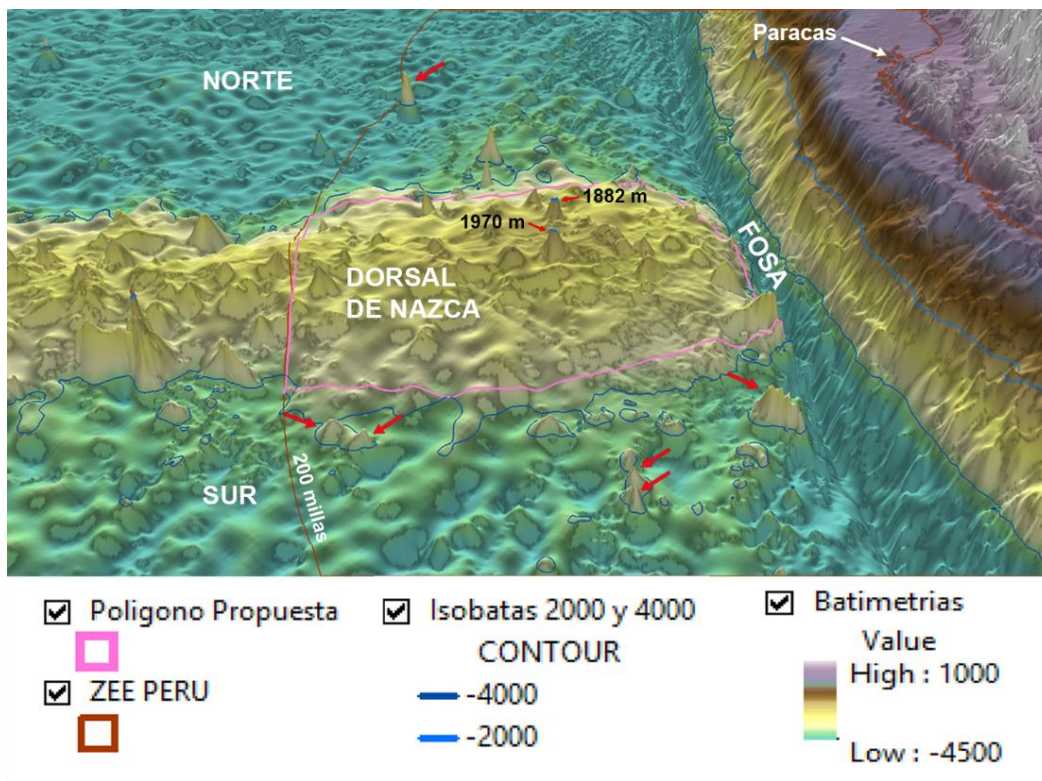 Paracas
NORTE
1882 m
1970 m
FOSA
DORSAL
DE NAZCA
SUR
200 millas
Poligono Propuesta
ZEE PERU
Isobatas 2000 y 4000
CONTOUR
-4000
-2000
Batimetrias
Value
High : 1000
Low : -4500